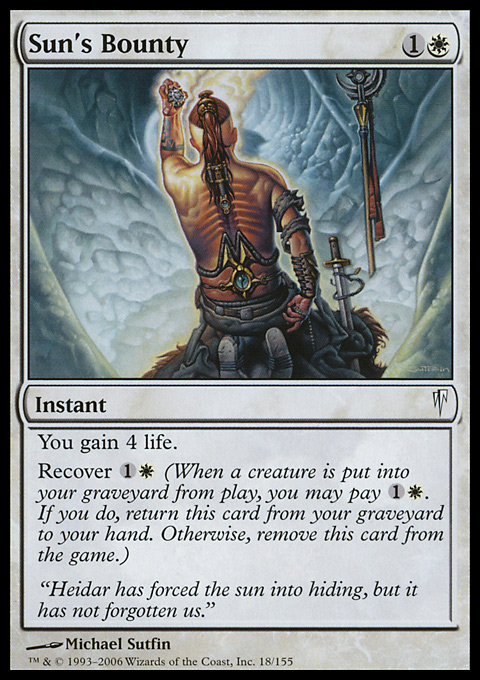 Sun's Bounty 1
Instant
You gain 4 life.
Recover 1 (When a creature is put into
your graveyard from play, you may pay 1.
If you do, return this card from your graveyard
to your hand. Otherwise, remove this card from
the game.)
“Heidar has forced the sun into hiding, but it
has not forgotten us.”
Michael Sutfin
™ & © 1993–2006 Wizards of the Coast, Inc. 18/155